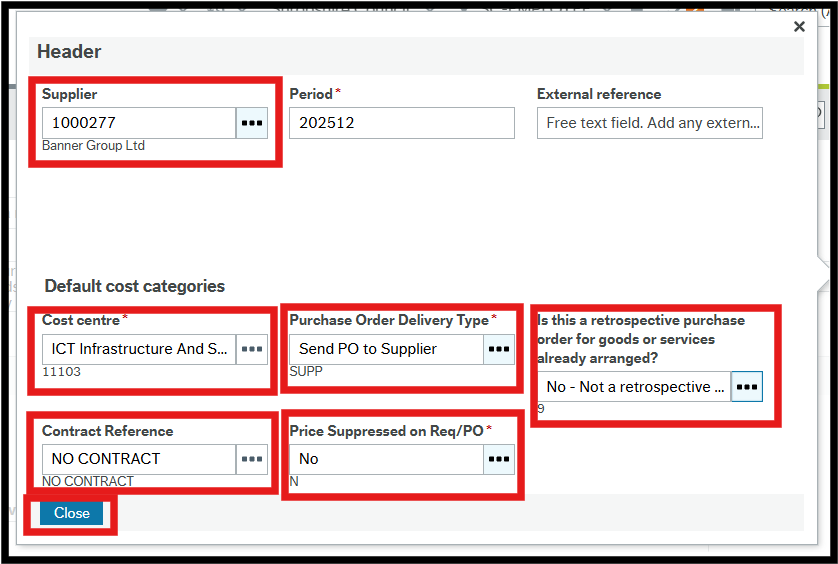 Header
Supplier
Period*
External reference
1000277
202512
Free text field. Add any extern...
Banner Group Ltd
Default cost categories
Cost centre*
Purchase Order Delivery Type*
Is this a retrospective purchase
order for goods or services
already arranged?
ICT Infrastructure And S...
Send PO to Supplier
No - Not a retrospective ...
11103
SUPP
9
Contract Reference
Price Suppressed on Req/PO*
NO CONTRACT
No
NO CONTRACT
N
Close